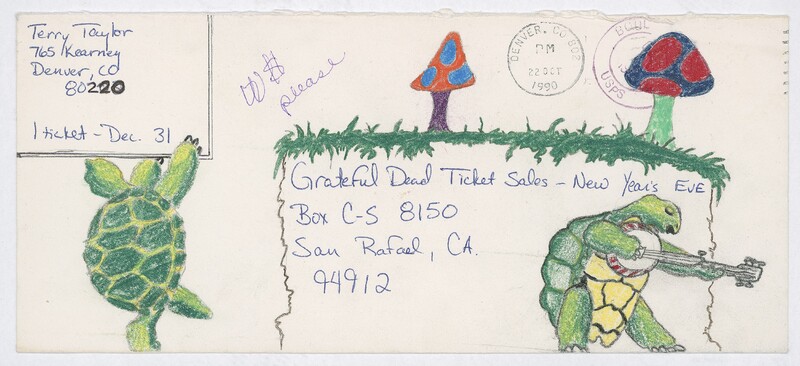 Terry Taylor
765 Kearney
Denver, CO
80220
1 ticket - Dec. 31
please
DENVER, CO 802
PM
22 OCT
1990
USPS
Grateful Dead Ticket Sales - New Year's Eve
Box C-S 8150
San Rafael, CA.
94912